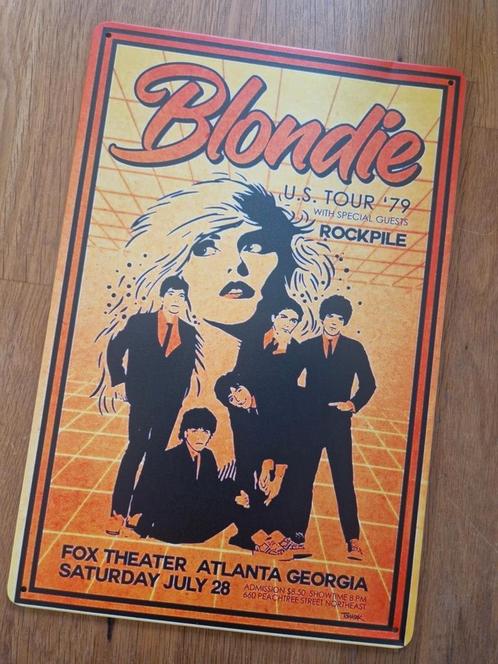 Blondie
U.S. TOUR '79
WITH SPECIAL GUESTS
ROCKPILE
FOX THEATER ATLANTA GEORGIA
SATURDAY JULY 28
ADMISSION $8.50 SHOWTIME 8 P.M.
660 PEACHTREE STREET NORTHEAST